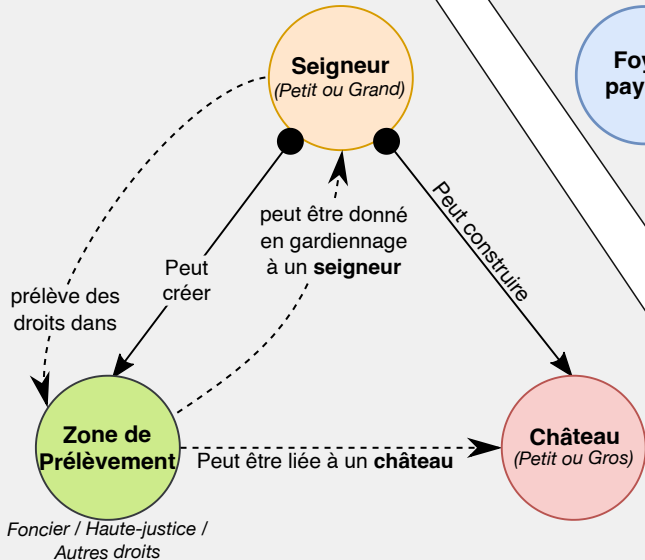 Seigneur
(Petit ou Grand)
peut être donné
en gardiennage
à un seigneur
Peut construire
Peut
créer
prélève des
droits dans
Zone de
Prélèvement
Foncier / Haute-justice /
Autres droits
Peut être liée à un château
Château
(Petit ou Gros)